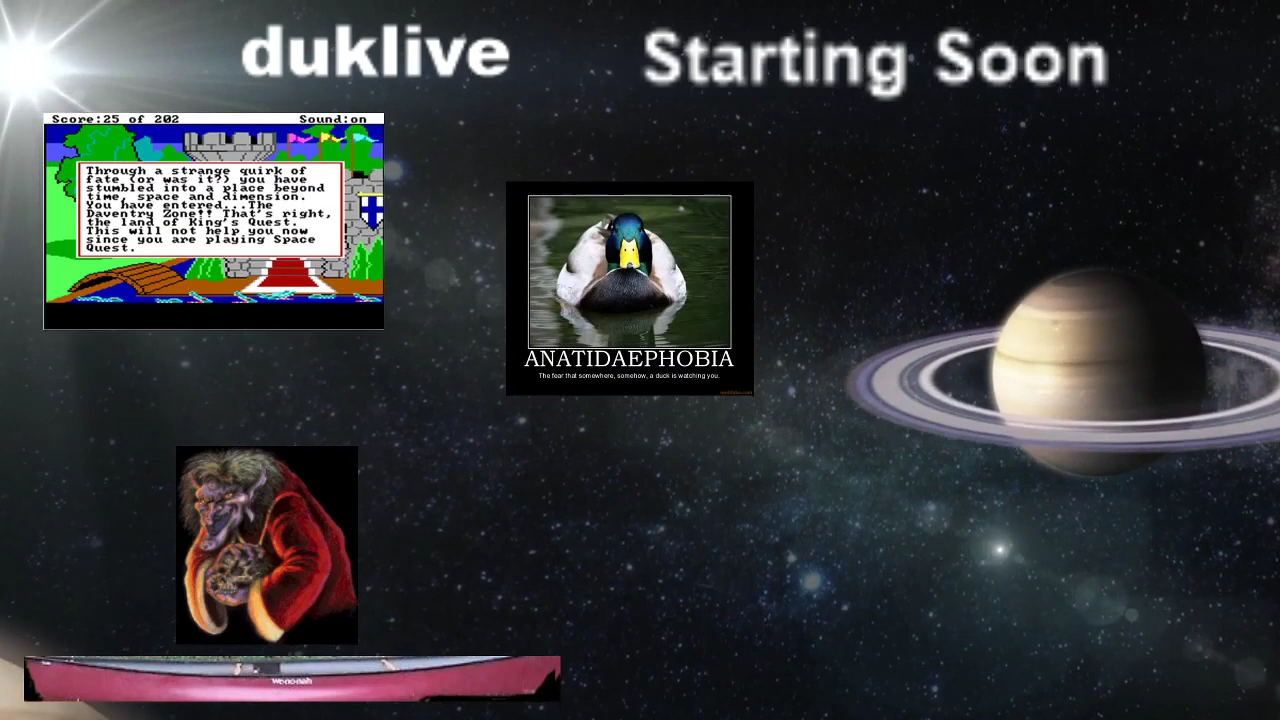 duklive
Starting Soon
Score:25 of 202
Sound:on
Through a strange quirk of
fate (or was it?) you have
stumbled into a place beyond
time, space and dimension.
You have entered...The
Daventry Zone!! That's right,
the land of King's Quest.
This will not help you now
since you are playing Space
Quest.
ANATIDAEPHOBIA
The fear that somewhere, somehow, a duck is watching you.
wenonah